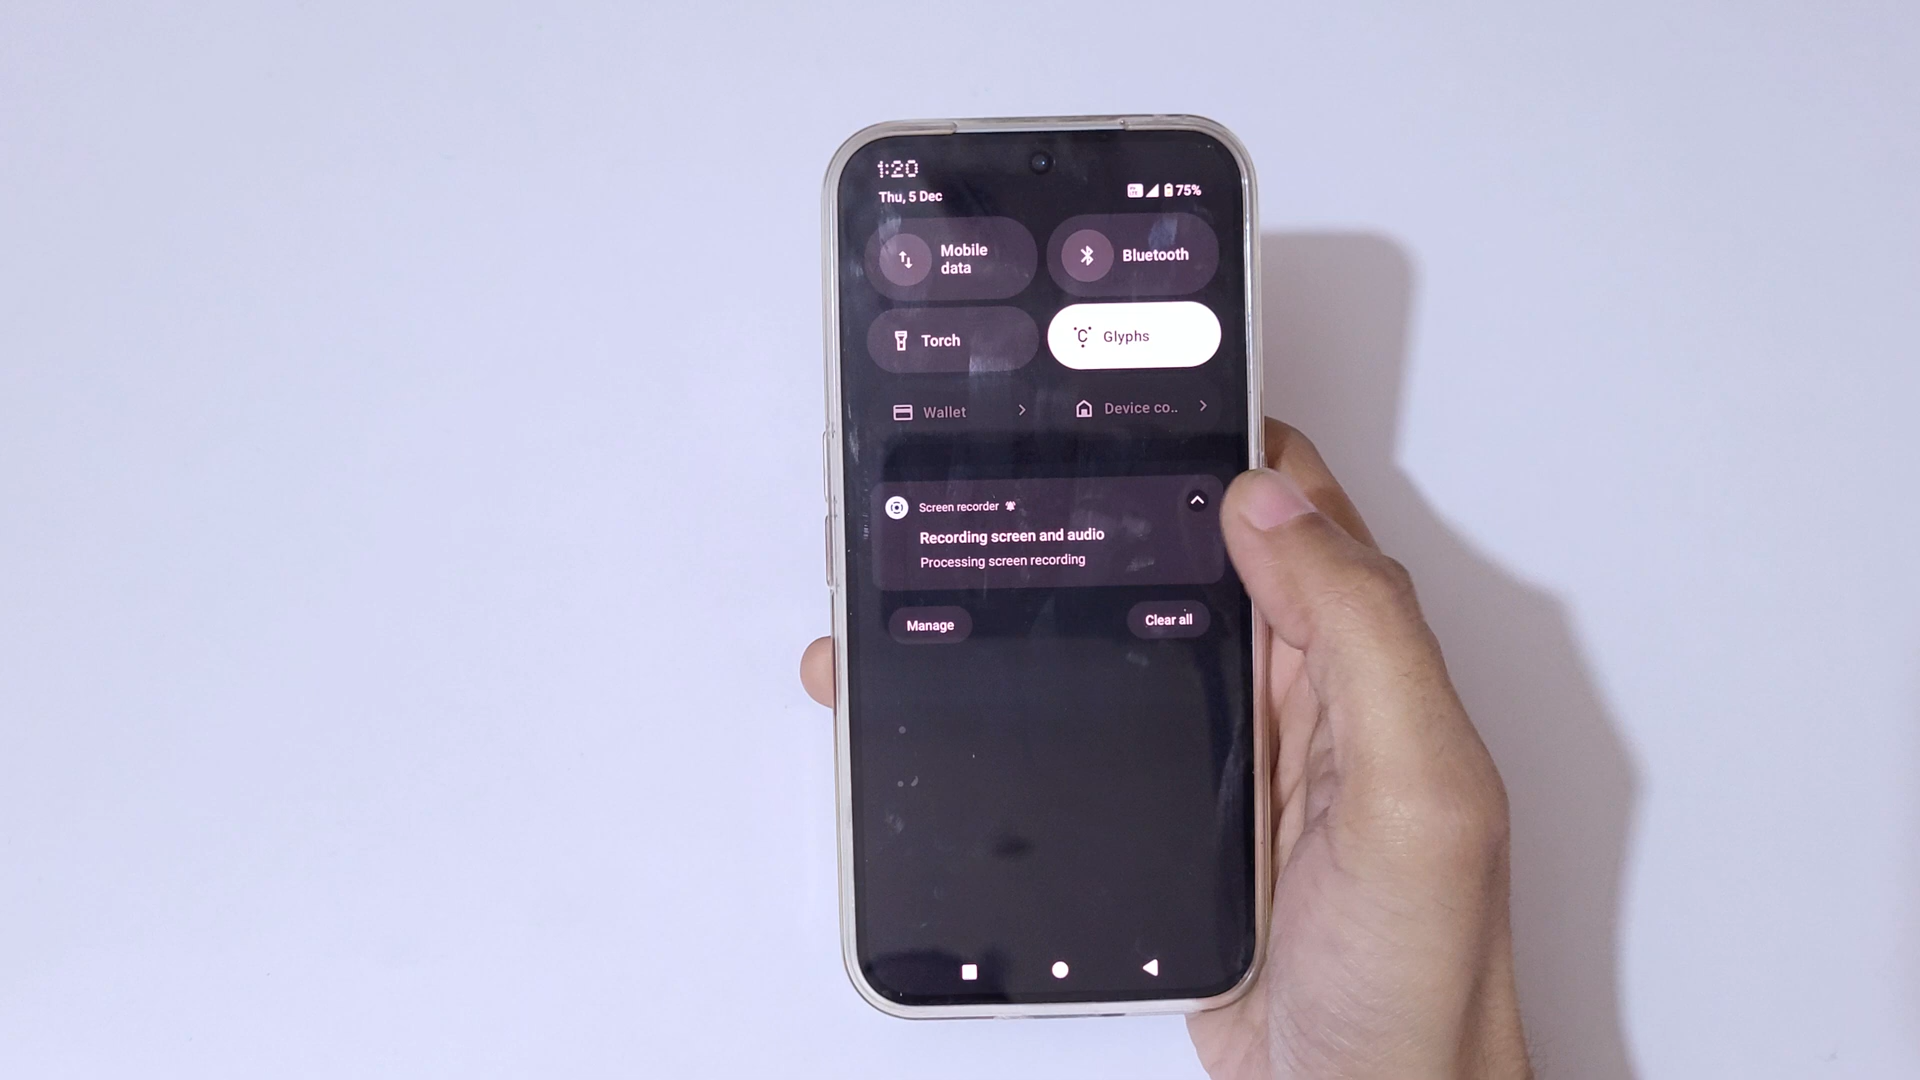 1:20
Thu, 5 Dec
75%
Mobile
data
Bluetooth
Torch
Glyphs
Wallet
Device co..
Screen recorder
Recording screen and audio
Processing screen recording
Manage
Clear all